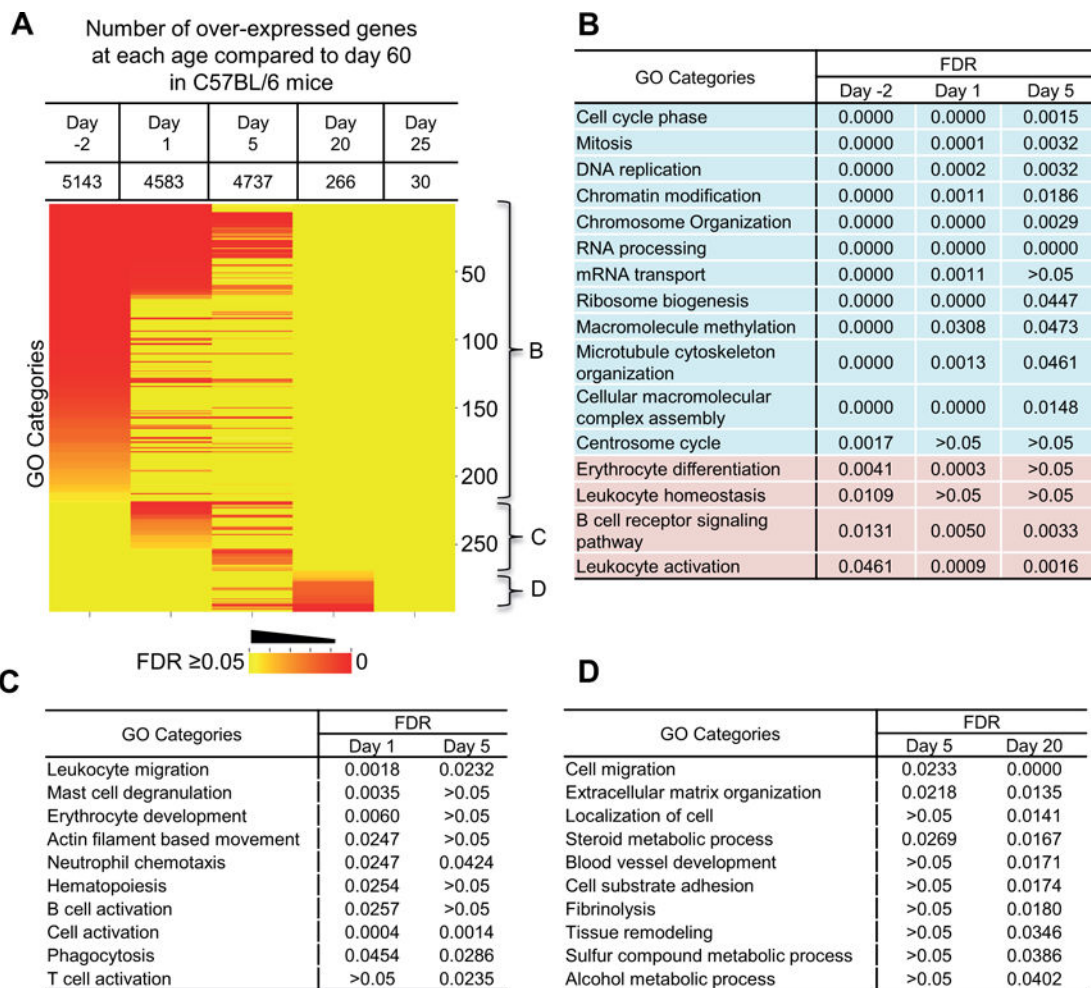 A
Number of over-expressed genes
at each age compared to day 60
in C57BL/6 mice
Day -2 Day 1 Day 5 Day 20 Day 25
5143 4583 4737 266 30
GO Categories
50
100
150
200
250
B
C
D
FDR ≥0.05 0
B
GO Categories FDR
Day -2 Day 1 Day 5
Cell cycle phase 0.0000 0.0000 0.0015
Mitosis 0.0000 0.0001 0.0032
DNA replication 0.0000 0.0002 0.0032
Chromatin modification 0.0000 0.0011 0.0186
Chromosome Organization 0.0000 0.0000 0.0029
RNA processing 0.0000 0.0000 0.0000
mRNA transport 0.0000 0.0011 >0.05
Ribosome biogenesis 0.0000 0.0000 0.0447
Macromolecule methylation 0.0000 0.0308 0.0473
Microtubule cytoskeleton
organization 0.0000 0.0013 0.0461
Cellular macromolecular
complex assembly 0.0000 0.0000 0.0148
Centrosome cycle 0.0017 >0.05 >0.05
Erythrocyte differentiation 0.0041 0.0003 >0.05
Leukocyte homeostasis 0.0109 >0.05 >0.05
B cell receptor signaling
pathway 0.0131 0.0050 0.0033
Leukocyte activation 0.0461 0.0009 0.0016
C
GO Categories FDR
Day 1 Day 5
Leukocyte migration 0.0018 0.0232
Mast cell degranulation 0.0035 >0.05
Erythrocyte development 0.0060 >0.05
Actin filament based movement 0.0247 >0.05
Neutrophil chemotaxis 0.0247 0.0424
Hematopoiesis 0.0254 >0.05
B cell activation 0.0257 >0.05
Cell activation 0.0004 0.0014
Phagocytosis 0.0454 0.0286
T cell activation >0.05 0.0235
D
GO Categories FDR
Day 5 Day 20
Cell migration 0.0233 0.0000
Extracellular matrix organization 0.0218 0.0135
Localization of cell >0.05 0.0141
Steroid metabolic process 0.0269 0.0167
Blood vessel development >0.05 0.0171
Cell substrate adhesion >0.05 0.0174
Fibrinolysis >0.05 0.0180
Tissue remodeling >0.05 0.0346
Sulfur compound metabolic process >0.05 0.0386
Alcohol metabolic process >0.05 0.0402